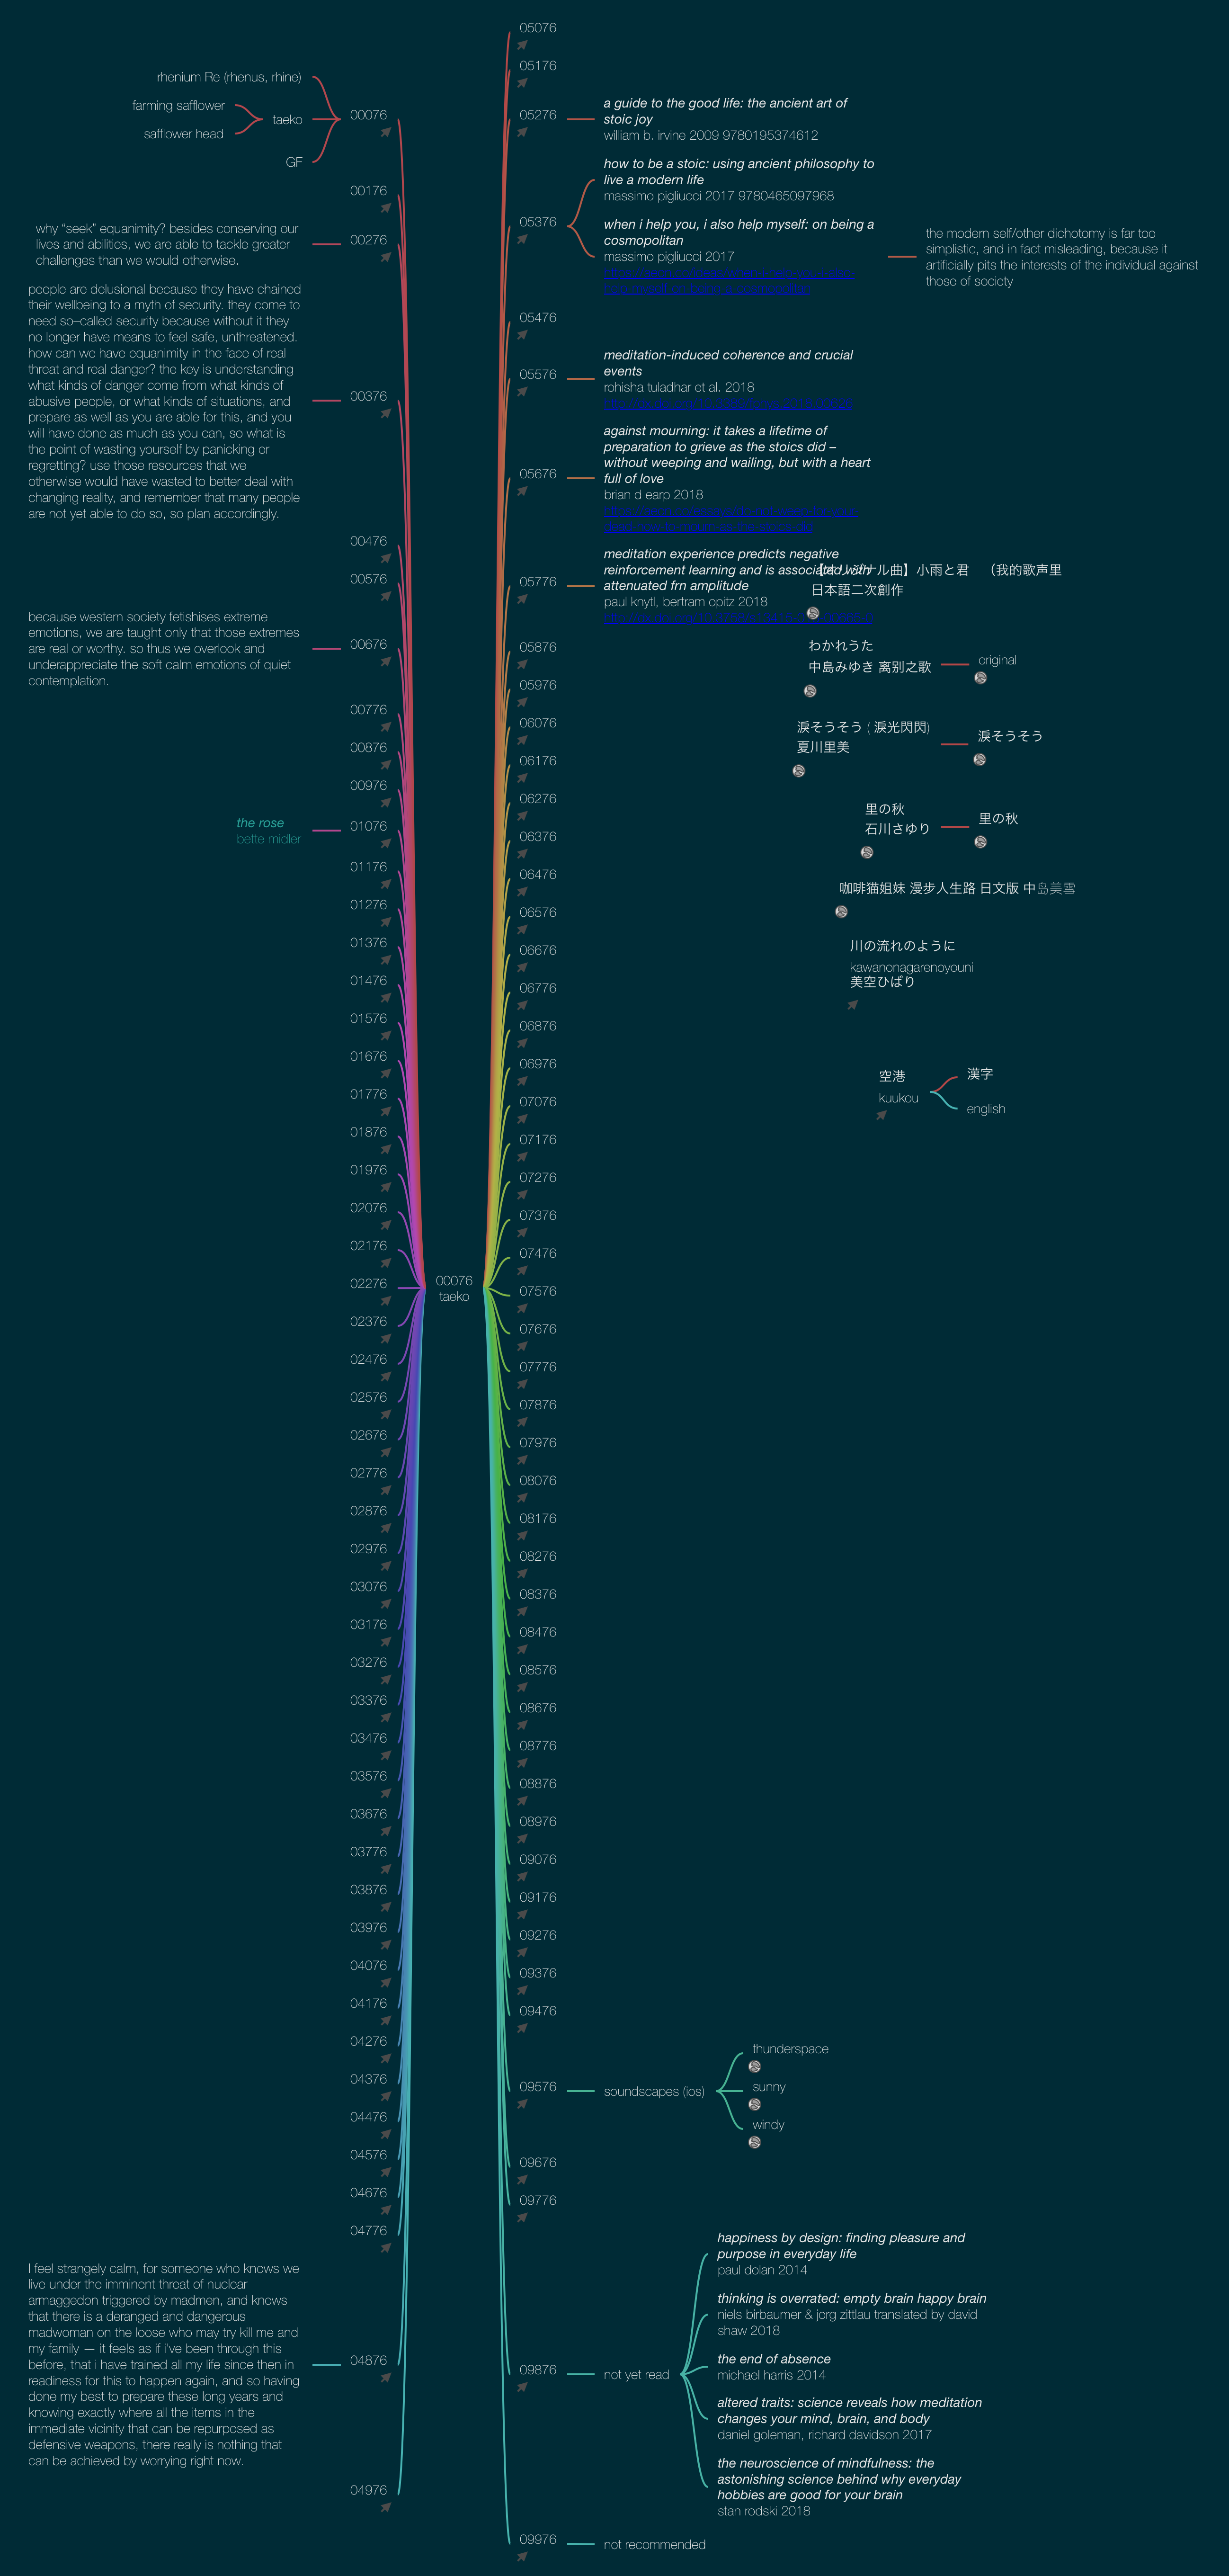 rhenium Re (rhenus, rhine)
farming safflower
safflower head
taeko
GF
00076
00176
why “seek” equanimity? besides conserving our
lives and abilities, we are able to tackle greater
challenges than we would otherwise.
00276
people are delusional because they have chained
their wellbeing to a myth of security. they come to
need so–called security because without it they
no longer have means to feel safe, unthreatened.
how can we have equanimity in the face of real
threat and real danger? the key is understanding
what kinds of danger come from what kinds of
abusive people, or what kinds of situations, and
prepare as well as you are able for this, and you
will have done as much as you can, so what is
the point of wasting yourself by panicking or
regretting? use those resources that we
otherwise would have wasted to better deal with
changing reality, and remember that many people
are not yet able to do so, so plan accordingly.
00376
00476
00576
because western society fetishises extreme
emotions, we are taught only that those extremes
are real or worthy. so thus we overlook and
underappreciate the soft calm emotions of quiet
contemplation.
00676
00776
00876
00976
the rose
bette midler
01076
01176
01276
01376
01476
01576
01676
01776
01876
01976
02076
02176
02276
02376
02476
02576
02676
02776
02876
02976
03076
03176
03276
03376
03476
03576
03676
03776
03876
03976
04076
04176
04276
04376
04476
04576
04676
04776
I feel strangely calm, for someone who knows we
live under the imminent threat of nuclear
armaggedon triggered by madmen, and knows
that there is a deranged and dangerous
madwoman on the loose who may try kill me and
my family — it feels as if i've been through this
before, that i have trained all my life since then in
readiness for this to happen again, and so having
done my best to prepare these long years and
knowing exactly where all the items in the
immediate vicinity that can be repurposed as
defensive weapons, there really is nothing that
can be achieved by worrying right now.
04876
04976
00076
taeko
05076
05176
05276
a guide to the good life: the ancient art of
stoic joy
william b. irvine 2009 9780195374612
05376
how to be a stoic: using ancient philosophy to
live a modern life
massimo pigliucci 2017 9780465097968
when i help you, i also help myself: on being a
cosmopolitan
massimo pigliucci 2017
the modern self/other dichotomy is far too
simplistic, and in fact misleading, because it
artificially pits the interests of the individual against
those of society
05476
05576
meditation-induced coherence and crucial
events
rohisha tuladhar et al. 2018
05676
against mourning: it takes a lifetime of
preparation to grieve as the stoics did –
without weeping and wailing, but with a heart
full of love
brian d earp 2018
05776
meditation experience predicts negative
reinforcement learning and is associated with
attenuated frn amplitude
paul knytl, bertram opitz 2018
05876
05976
06076
06176
06276
06376
06476
06576
06676
06776
06876
06976
07076
07176
07276
07376
07476
07576
07676
07776
07876
07976
08076
08176
08276
08376
08476
08576
08676
08776
08876
08976
09076
09176
09276
09376
09476
09576
soundscapes (ios)
thunderspace
sunny
windy
09676
09776
09876
not yet read
happiness by design: finding pleasure and
purpose in everyday life
paul dolan 2014
thinking is overrated: empty brain happy brain
niels birbaumer & jorg zittlau translated by david
shaw 2018
the end of absence
michael harris 2014
altered traits: science reveals how meditation
changes your mind, brain, and body
daniel goleman, richard davidson 2017
the neuroscience of mindfulness: the
astonishing science behind why everyday
hobbies are good for your brain
stan rodski 2018
09976
not recommended
ナル曲】小雨と君 （我的歌声里
日本語二次創作
わかれうた
中島みゆき 离别之歌
original
淚そうそう ( 淚光閃閃)
夏川里美
淚そうそう
里の秋
石川さゆり
里の秋
咖啡猫姐妹 漫步人生路 日文版 中岛美雪
川の流れのように
kawanonagarenoyouni
美空ひばり
空港
kuukou
漢字
english